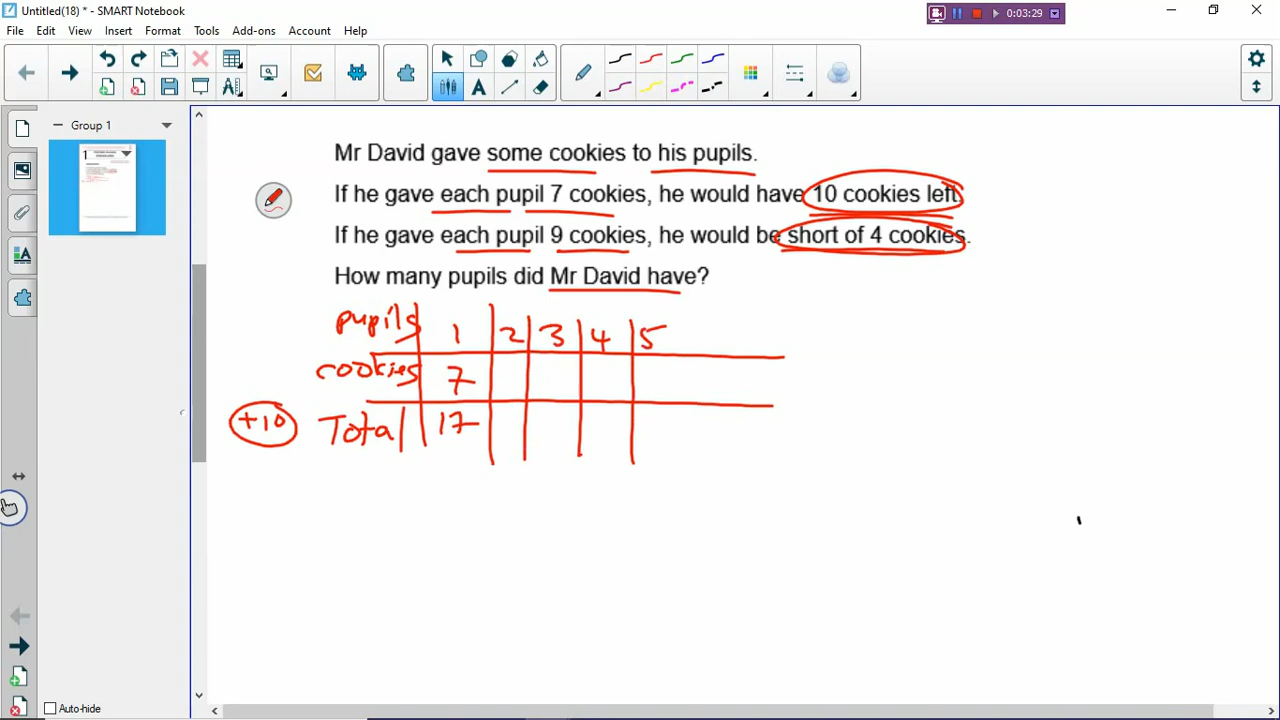 Untitled(18) * - SMART Notebook
00:03:29
File Edit View Insert Format Tools Add-ons Account Help
Group 1
1
Mr David gave some cookies to his pupils.
If he gave each pupil 7 cookies, he would have 10 cookies left.
If he gave each pupil 9 cookies, he would be short of 4 cookies.
How many pupils did Mr David have?
pupils 1 2 3 4 5
cookies 7
+10 Total 17
Auto-hide